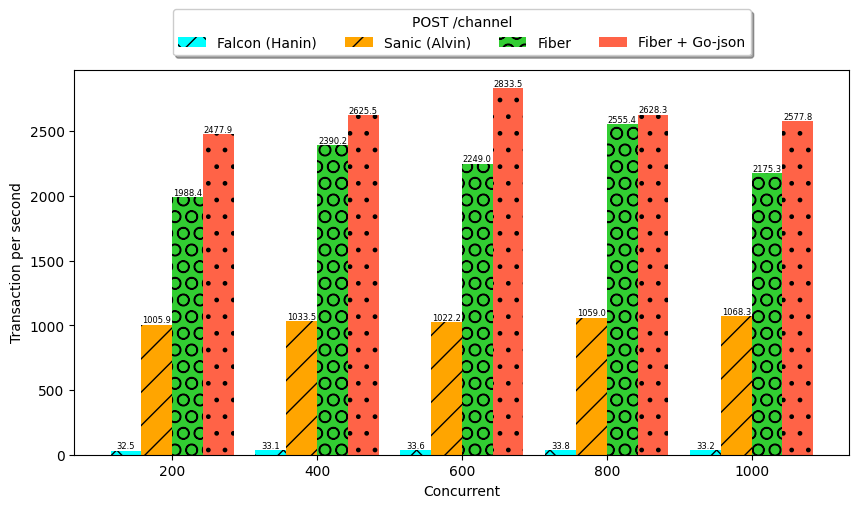 POST /channel
Falcon (Hanin) Sanic (Alvin) Fiber Fiber + Go-json
Transaction per second
2500
2000
1500
1000
500
0
32.5 1005.9 1988.4 2477.9
33.1 1033.5 2390.2 2625.5
33.6 1022.2 2249.0 2833.5
33.8 1059.0 2555.4 2628.3
33.2 1068.3 2175.3 2577.8
200 400 600 800 1000
Concurrent